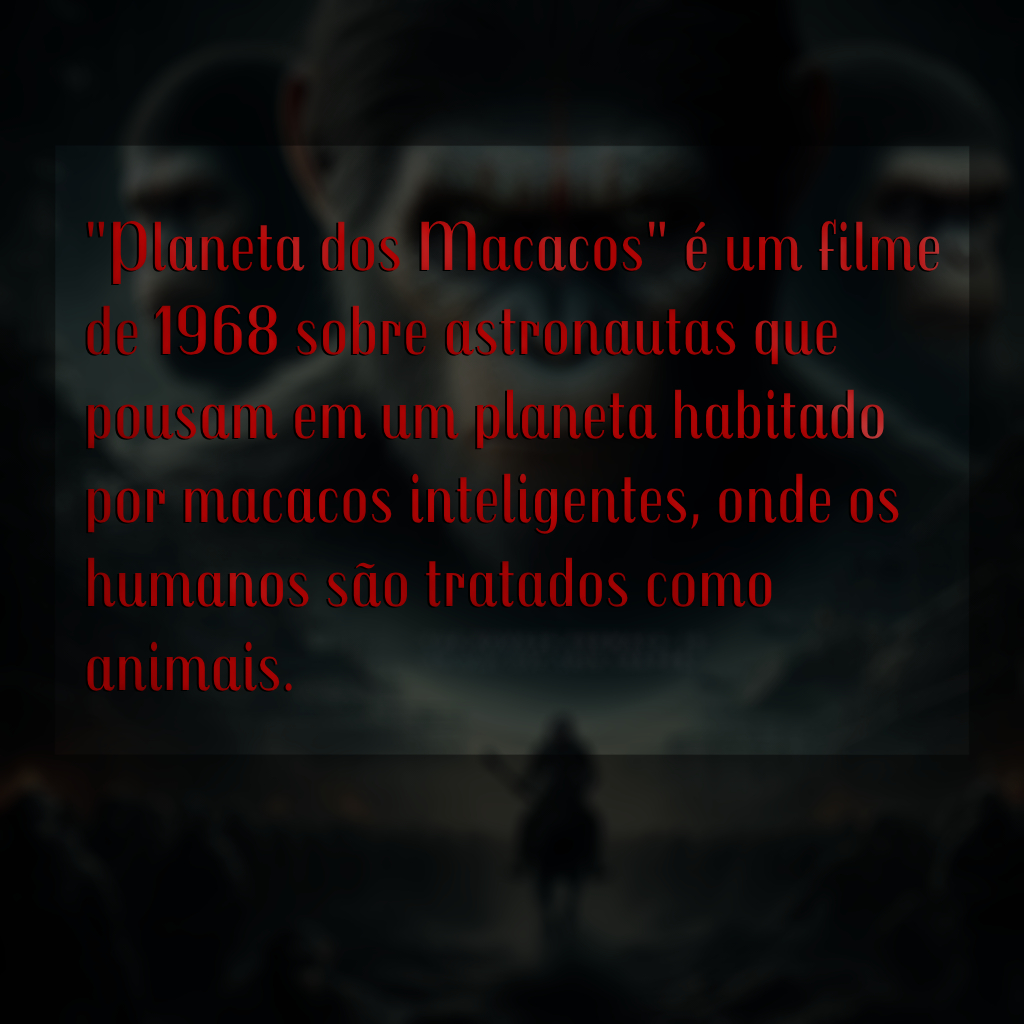 "Planeta dos Macacos" é um filme
de 1968 sobre astronautas que
pousam em um planeta habitado
por macacos inteligentes, onde os
humanos são tratados como
animais.